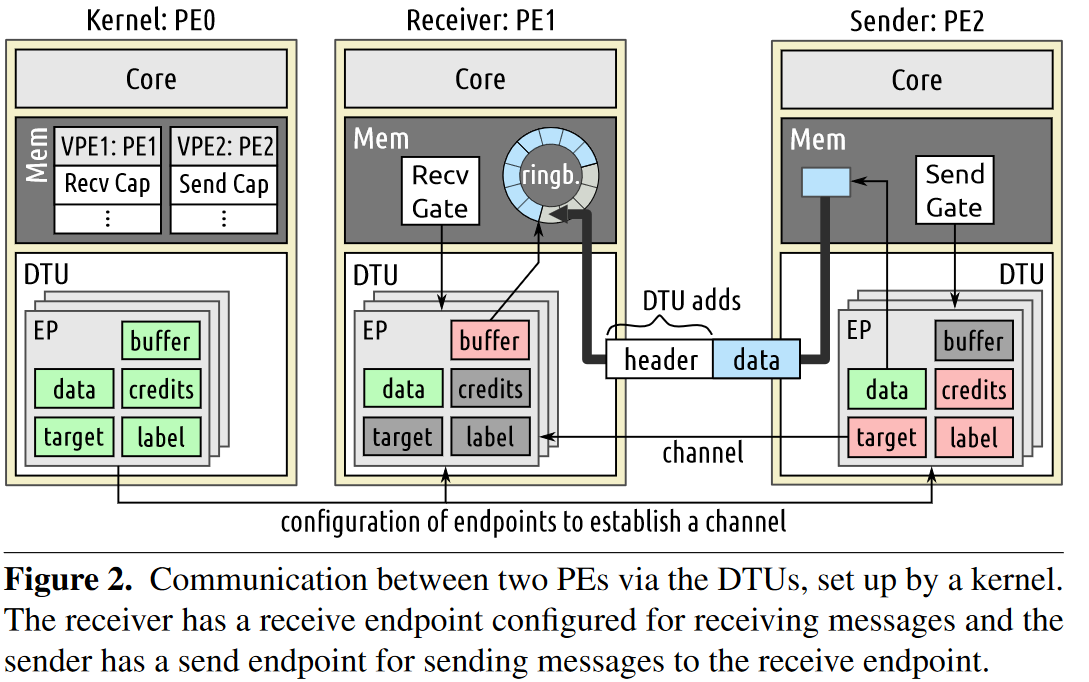 Kernel: PE0
Receiver: PE1
Sender: PE2
Core
Mem
VPE1: PE1
Recv Cap
⋮
VPE2: PE2
Send Cap
⋮
DTU
EP
buffer
data
credits
target
label
Core
Mem
Recv
Gate
ringb.
DTU
EP
buffer
data
credits
target
label
DTU adds
header
data
channel
Core
Mem
Send
Gate
DTU
EP
buffer
data
credits
target
label
configuration of endpoints to establish a channel
Figure 2. Communication between two PEs via the DTUs, set up by a kernel.
The receiver has a receive endpoint configured for receiving messages and the
sender has a send endpoint for sending messages to the receive endpoint.